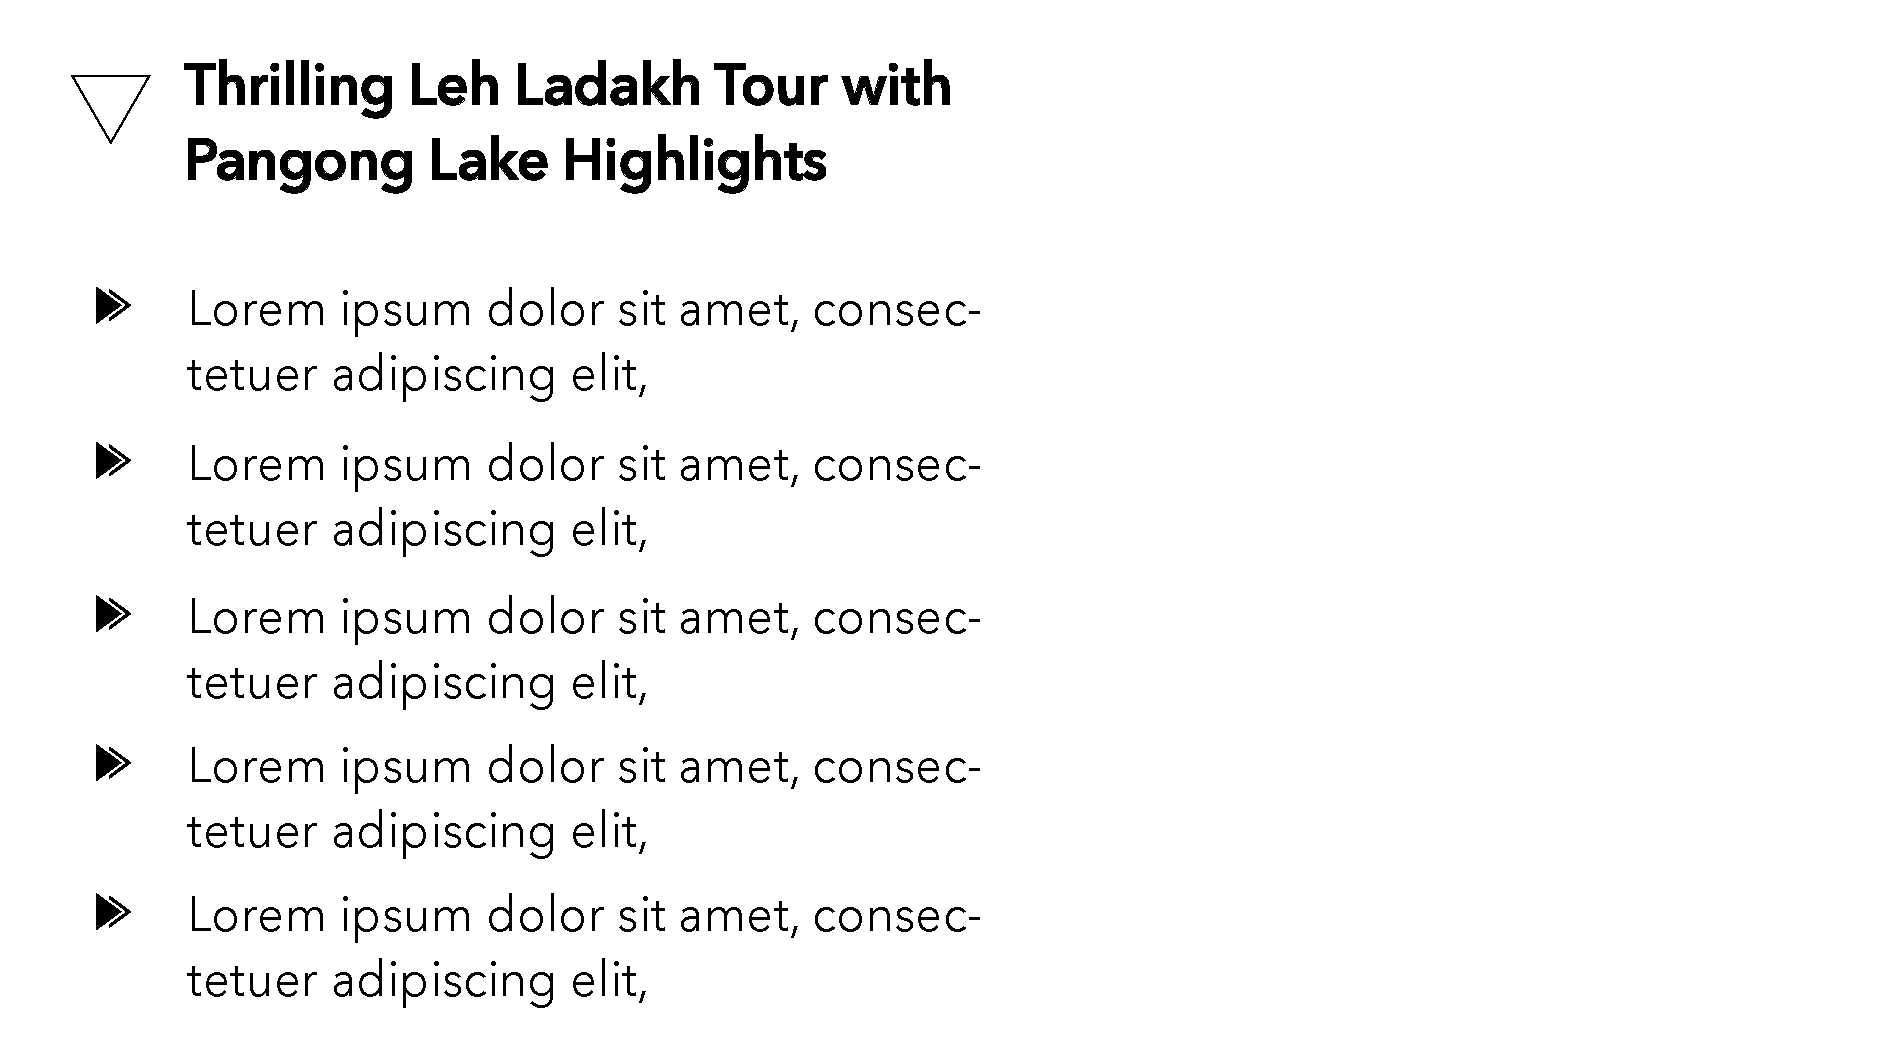 Thrilling Leh Ladakh Tour with
Pangong Lake Highlights
Lorem ipsum dolor sit amet, consec-
tetuer adipiscing elit,
Lorem ipsum dolor sit amet, consec-
tetuer adipiscing elit,
Lorem ipsum dolor sit amet, consec-
tetuer adipiscing elit,
Lorem ipsum dolor sit amet, consec-
tetuer adipiscing elit,
Lorem ipsum dolor sit amet, consec-
tetuer adipiscing elit,